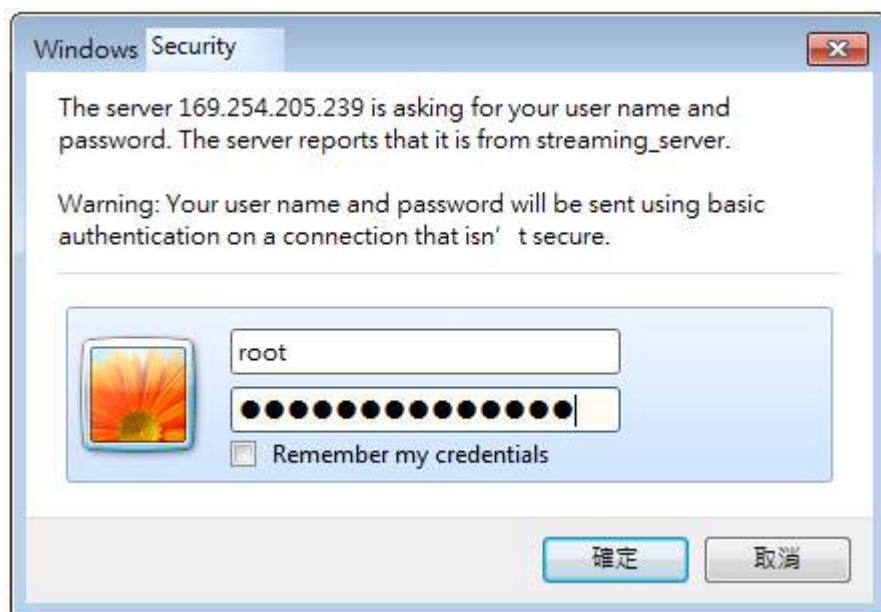 Windows Security
The server 169.254.205.239 is asking for your user name and
password. The server reports that it is from streaming_server.
Warning: Your user name and password will be sent using basic
authentication on a connection that isn’ t secure.
root
●●●●●●●●●●●●●●
Remember my credentials
確定 取消